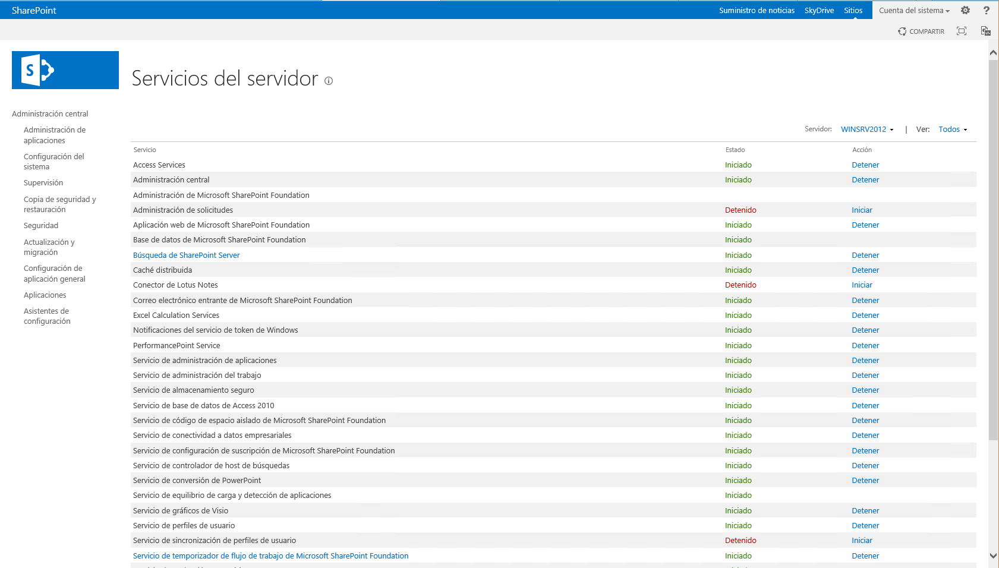 SharePoint
Suministro de noticias SkyDrive Sitios Cuenta del sistema ?
COMPARTIR
S
Servicios del servidor
Administración central
Administración de
aplicaciones
Configuración del
sistema
Supervisión
Copia de seguridad y
restauración
Seguridad
Actualización y
migración
Configuración de
aplicación general
Aplicaciones
Asistentes de
configuración
Servidor: WINSRV2012 | Ver: Todos
Servicio Estado Acción
Access Services Iniciado Detener
Administración central Iniciado Detener
Administración de Microsoft SharePoint Foundation
Administración de solicitudes Detenido Iniciar
Aplicación web de Microsoft SharePoint Foundation Iniciado Detener
Base de datos de Microsoft SharePoint Foundation Iniciado
Búsqueda de SharePoint Server Iniciado Detener
Caché distribuida Iniciado Detener
Conector de Lotus Notes Detenido Iniciar
Correo electrónico entrante de Microsoft SharePoint Foundation Iniciado Detener
Excel Calculation Services Iniciado Detener
Notificaciones del servicio de token de Windows Iniciado Detener
PerformancePoint Service Iniciado Detener
Servicio de administración de aplicaciones Iniciado Detener
Servicio de administración del trabajo Iniciado Detener
Servicio de almacenamiento seguro Iniciado Detener
Servicio de base de datos de Access 2010 Iniciado Detener
Servicio de código de espacio aislado de Microsoft SharePoint Foundation Iniciado Detener
Servicio de conectividad a datos empresariales Iniciado Detener
Servicio de configuración de suscripción de Microsoft SharePoint Foundation Iniciado Detener
Servicio de controlador de host de búsquedas Iniciado Detener
Servicio de conversión de PowerPoint Iniciado Detener
Servicio de equilibrio de carga y detección de aplicaciones Iniciado
Servicio de gráficos de Visio Iniciado Detener
Servicio de perfiles de usuario Iniciado Detener
Servicio de sincronización de perfiles de usuario Detenido Iniciar
Servicio de temporizador de flujo de trabajo de Microsoft SharePoint Foundation Iniciado Detener